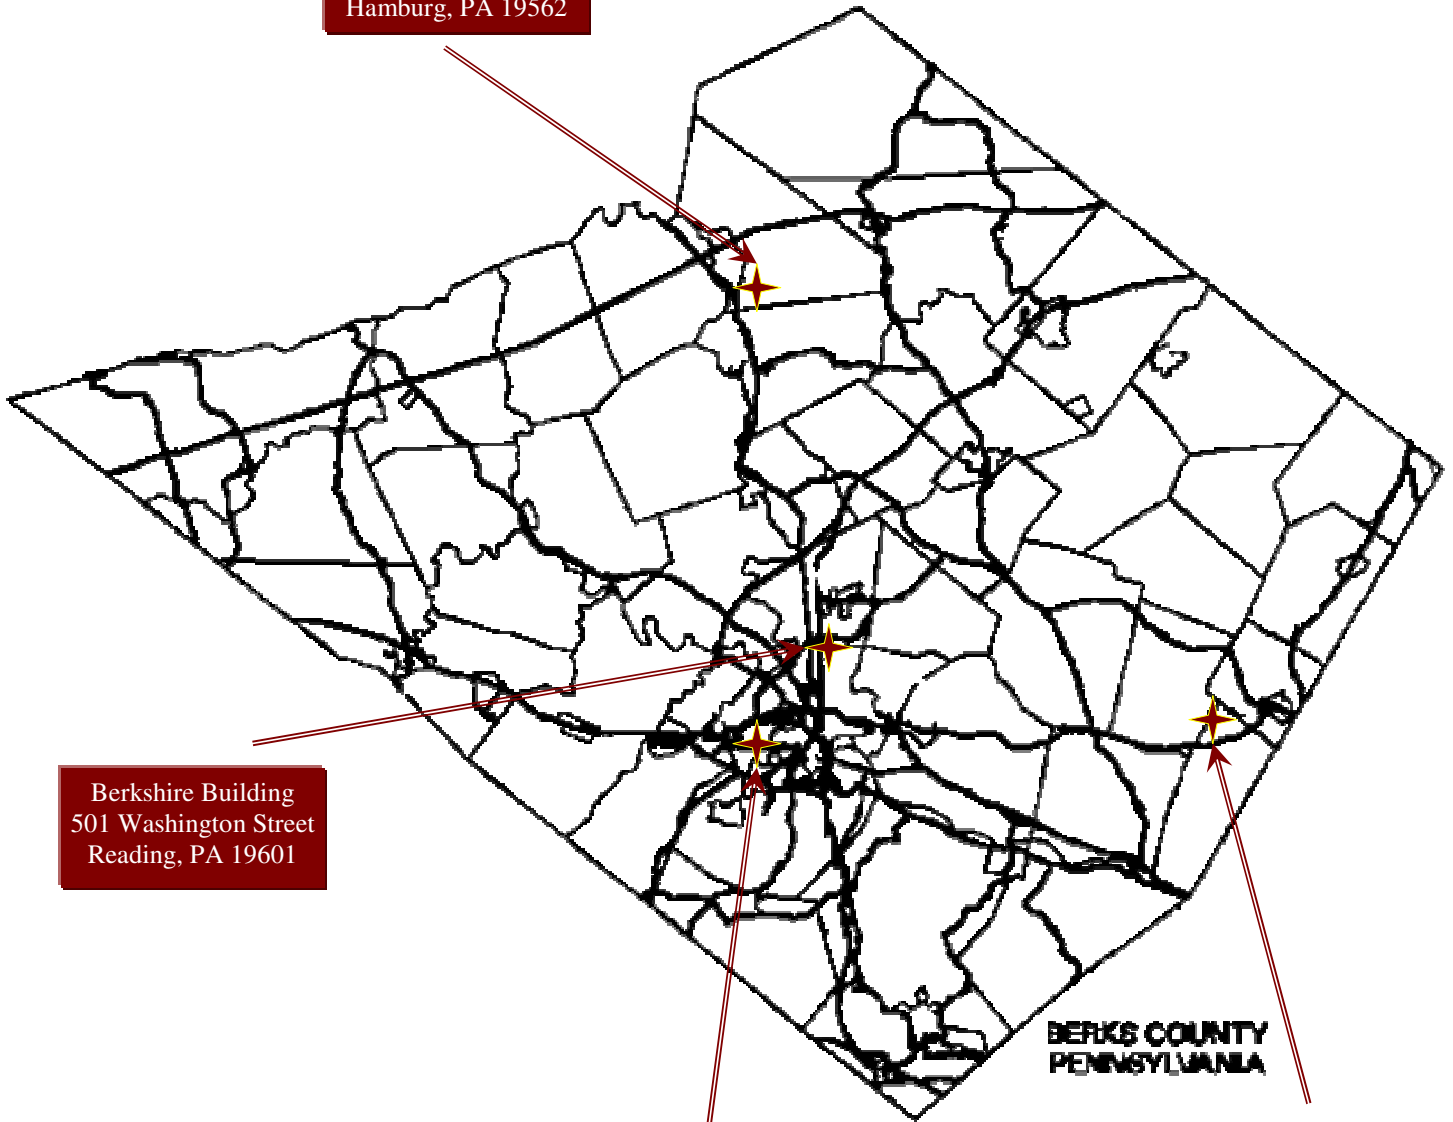 Hamburg, PA 19562
Berkshire Building
501 Washington Street
Reading, PA 19601
BERKS COUNTY
PENNSYLVANIA